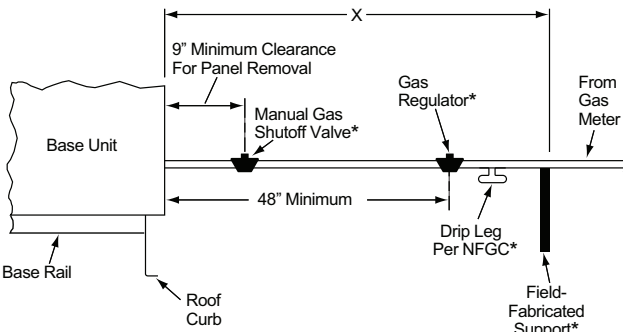 X
9” Minimum Clearance
For Panel Removal
Gas
Regulator*
From
Gas
Meter
Manual Gas
Shutoff Valve*
Base Unit
48” Minimum
Drip Leg
Per NFGC*
Base Rail
Roof
Curb
Field-
Fabricated
Support*